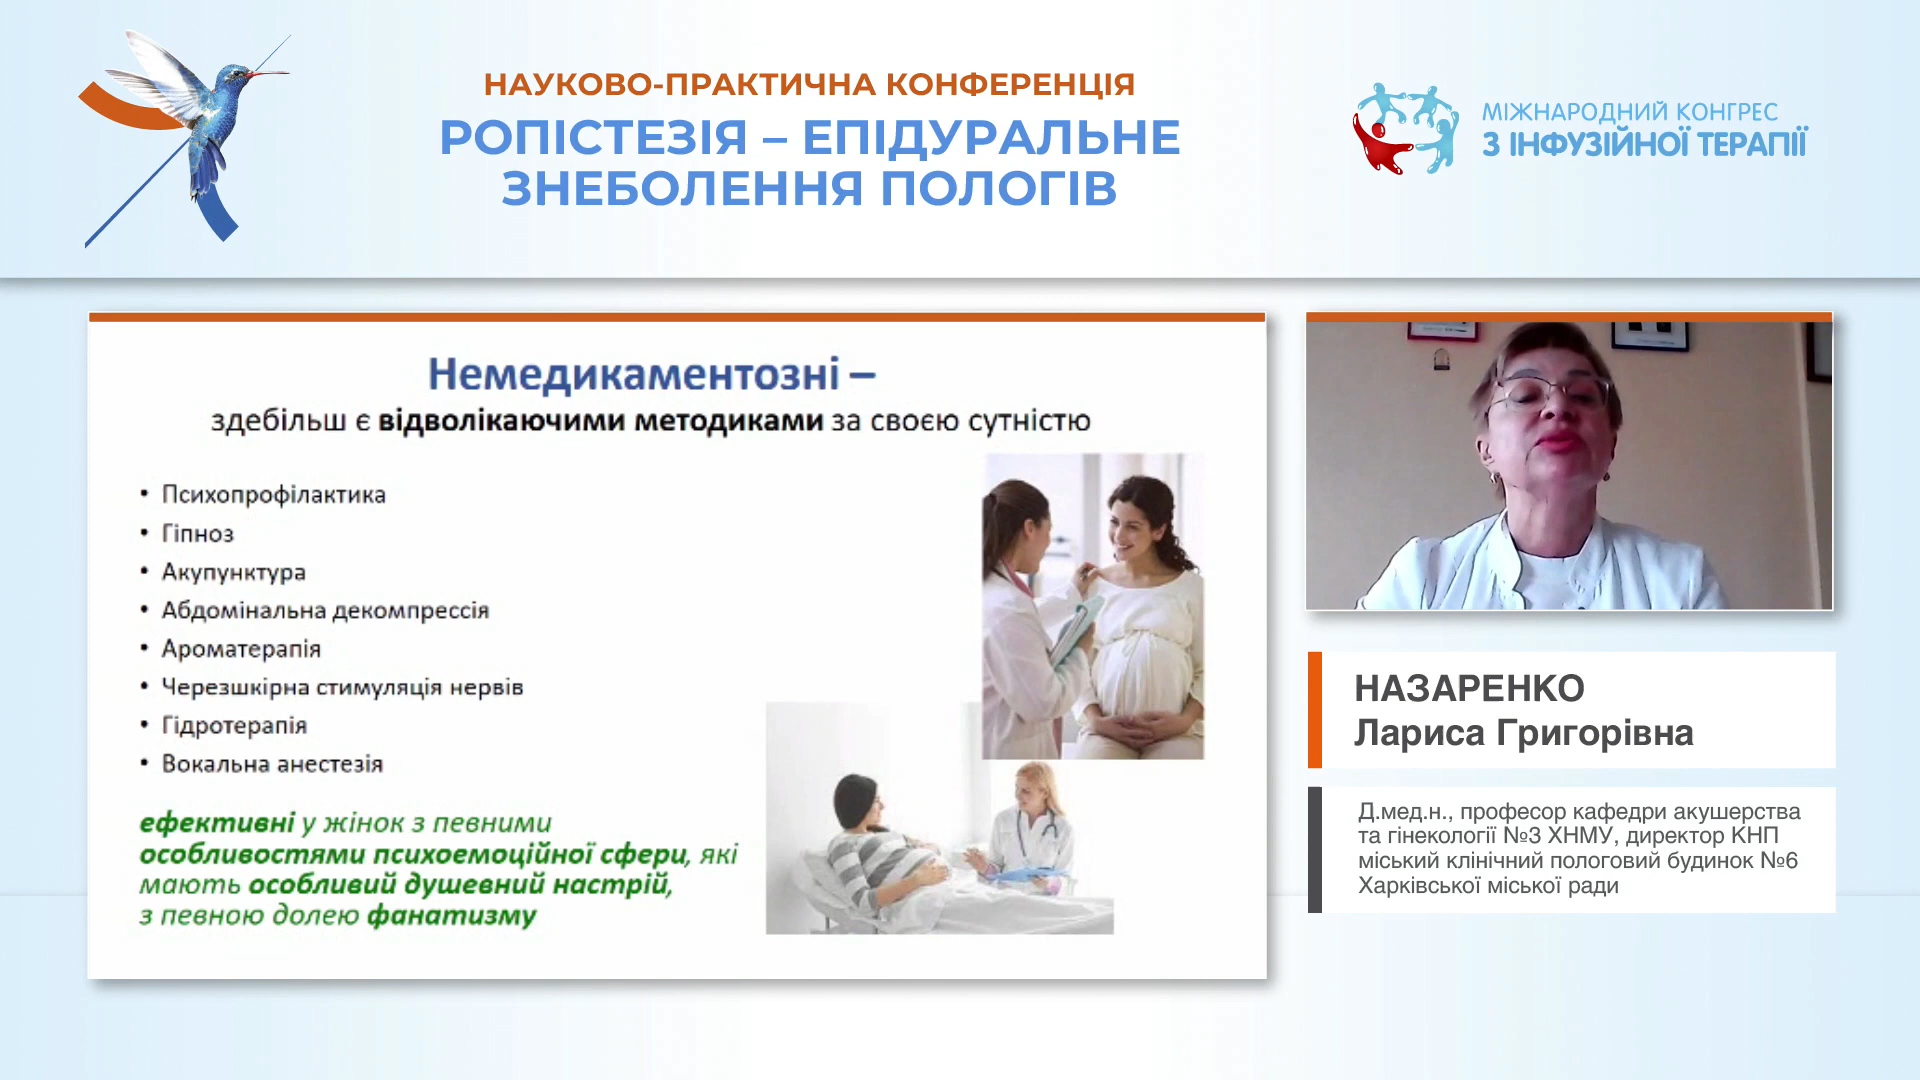 НАУКОВО-ПРАКТИЧНА КОНФЕРЕНЦІЯ
РОПІСТЕЗІЯ – ЕПІДУРАЛЬНЕ
ЗНЕБОЛЕННЯ ПОЛОГІВ
МІЖНАРОДНИЙ КОНГРЕС
З ІНФУЗІЙНОЇ ТЕРАПІЇ
Немедикаментозні –
здебільш є відволікаючими методиками за своєю сутністю
• Психопрофілактика
• Гіпноз
• Акупунктура
• Абдомінальна декомпрессія
• Ароматерапія
• Черезшкірна стимуляція нервів
• Гідротерапія
• Вокальна анестезія
ефективні у жінок з певними
особливостями психоемоційної сфери, які
мають особливий душевний настрій,
з певною долею фанатизму
НАЗАРЕНКО
Лариса Григорівна
Д.мед.н., професор кафедри акушерства
та гінекології №3 ХНМУ, директор КНП
міський клінічний пологовий будинок №6
Харківської міської ради